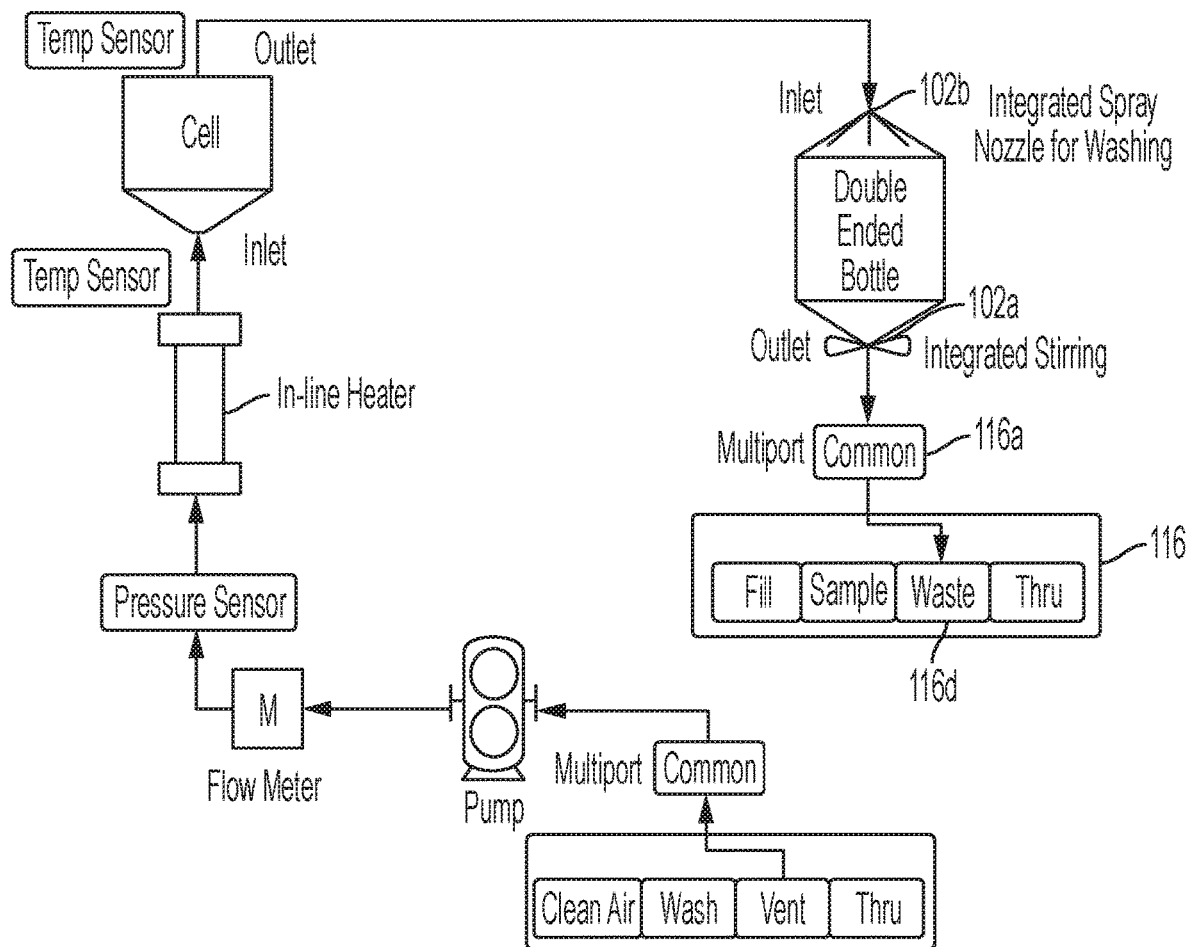 Temp Sensor
Outlet
Cell
Inlet
Temp Sensor
In-line Heater
Pressure Sensor
M
Flow Meter
Pump
Inlet
102b
Integrated Spray
Nozzle for Washing
Double
Ended
Bottle
102a
Outlet
Integrated Stirring
Multiport
Common
116a
116
Fill
Sample
Waste
Thru
116d
Multiport
Common
Clean Air
Wash
Vent
Thru